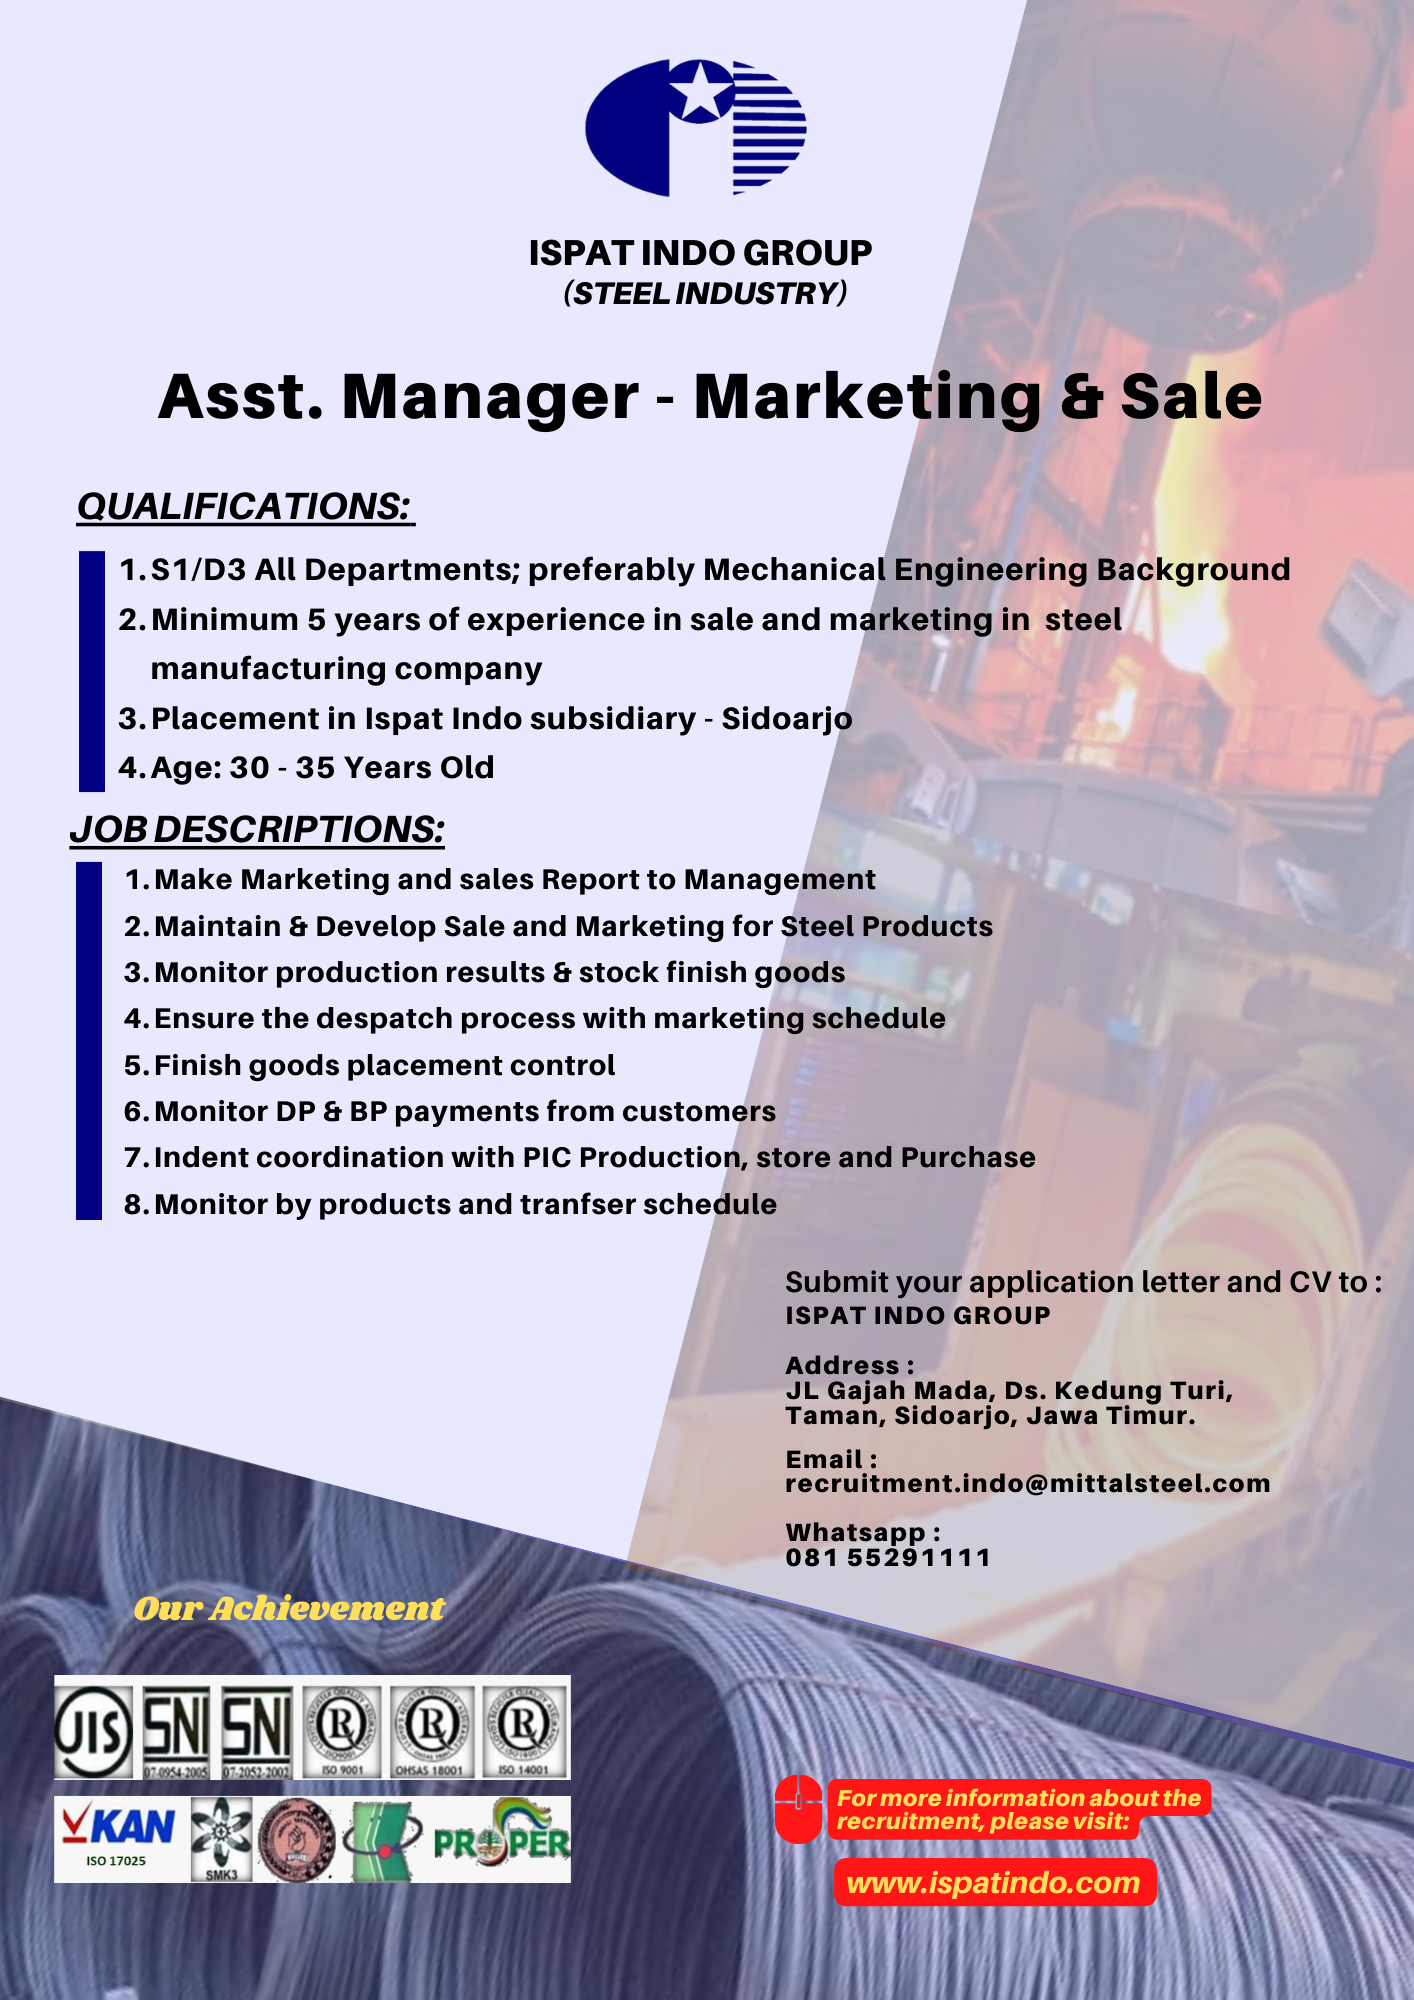 ISPAT INDO GROUP
(STEEL INDUSTRY)
Asst. Manager - Marketing & Sale
QUALIFICATIONS:
1. S1/D3 All Departments; preferably Mechanical Engineering Background
2. Minimum 5 years of experience in sale and marketing in steel
manufacturing company
3. Placement in Ispat Indo subsidiary - Sidoarjo
4. Age: 30 - 35 Years Old
JOB DESCRIPTIONS:
1. Make Marketing and sales Report to Management
2. Maintain & Develop Sale and Marketing for Steel Products
3. Monitor production results & stock finish goods
4. Ensure the despatch process with marketing schedule
5. Finish goods placement control
6. Monitor DP & BP payments from customers
7. Indent coordination with PIC Production, store and Purchase
8. Monitor by products and tranfser schedule
Submit your application letter and CV to :
ISPAT INDO GROUP
Address :
JL Gajah Mada, Ds. Kedung Turi,
Taman, Sidoarjo, Jawa Timur.
Email :
recruitment.indo@mittalsteel.com
Whatsapp :
081 55291111
Our Achievement
JIS SNI SNI
07-0954-2005 07-2052-2002 ISO 9001 OHSAS 18001 ISO 14001
KAN PROPER
ISO 17025 SMK3
For more information about the
recruitment, please visit:
www.ispatindo.com